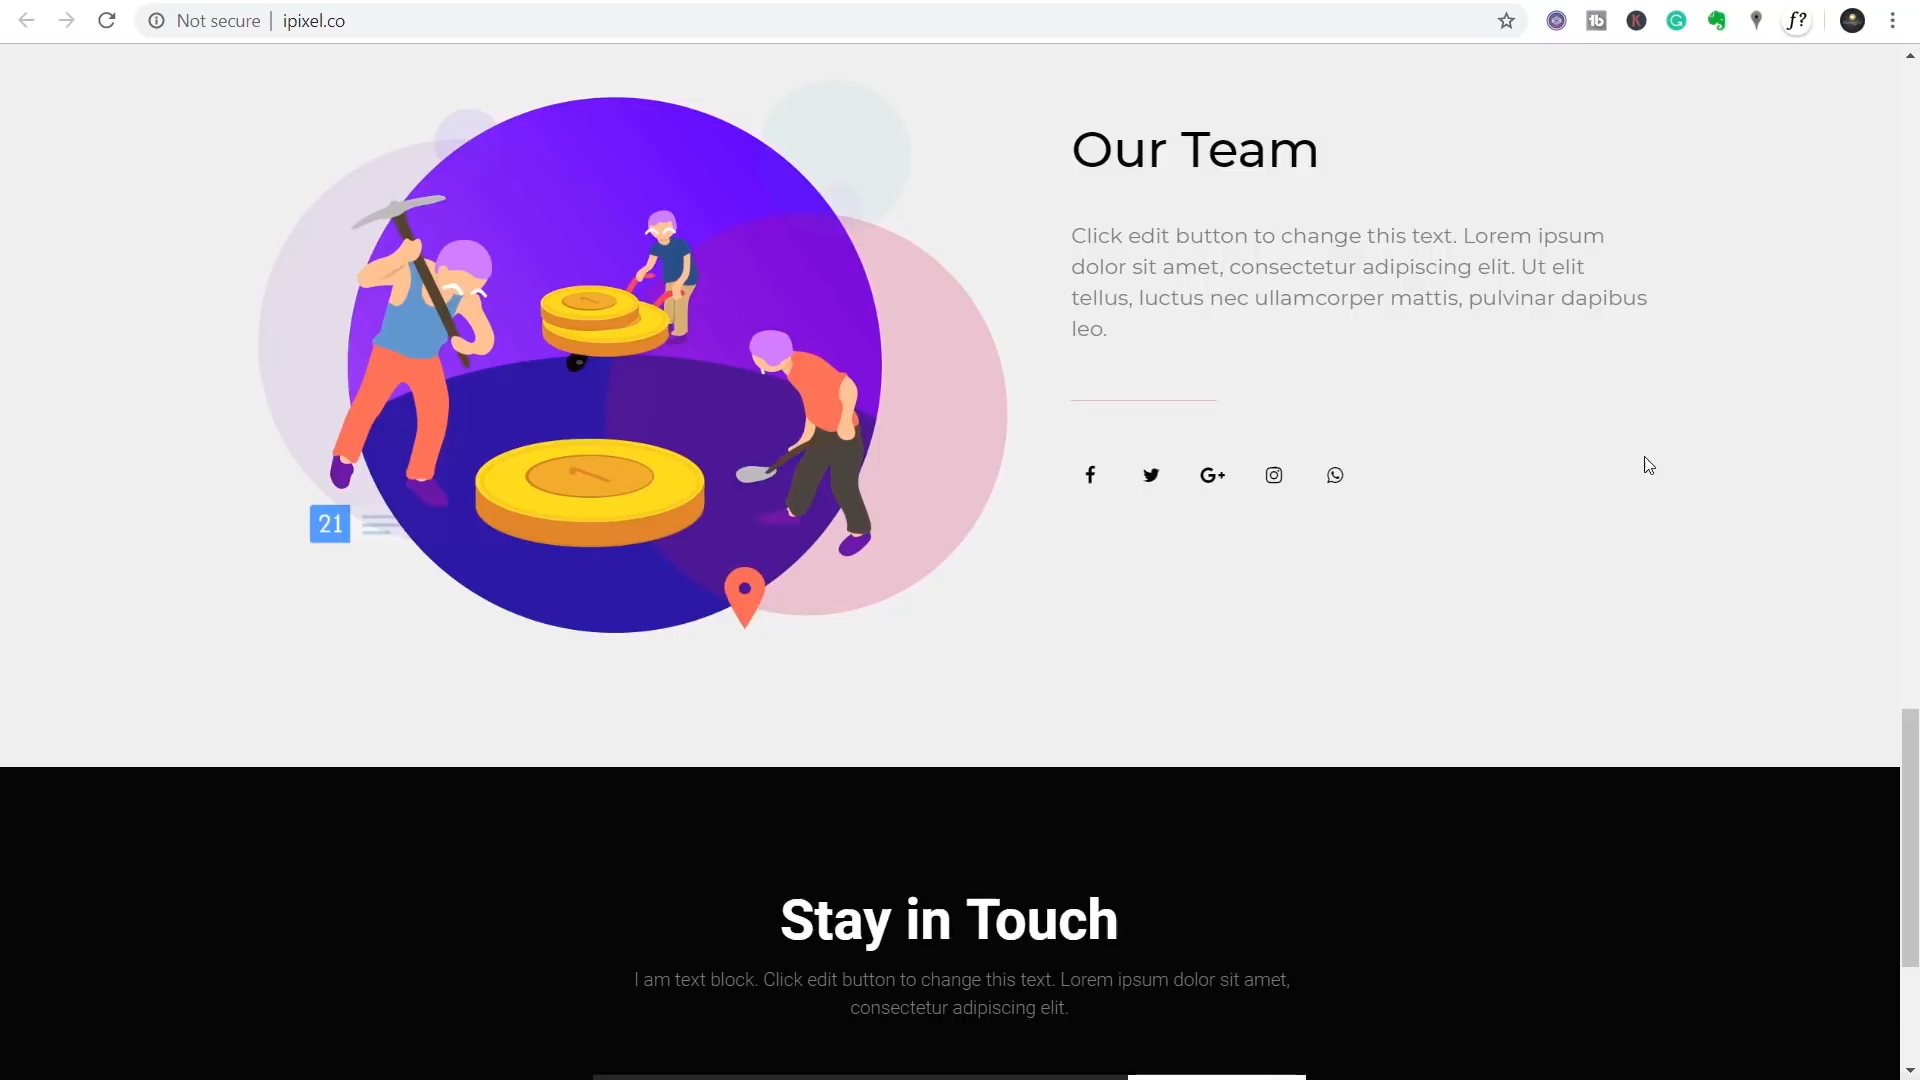 Not secure | ipixel.co
f?
Our Team
Click edit button to change this text. Lorem ipsum
dolor sit amet, consectetur adipiscing elit. Ut elit
tellus, luctus nec ullamcorper mattis, pulvinar dapibus
leo.
21
Stay in Touch
I am text block. Click edit button to change this text. Lorem ipsum dolor sit amet,
consectetur adipiscing elit.